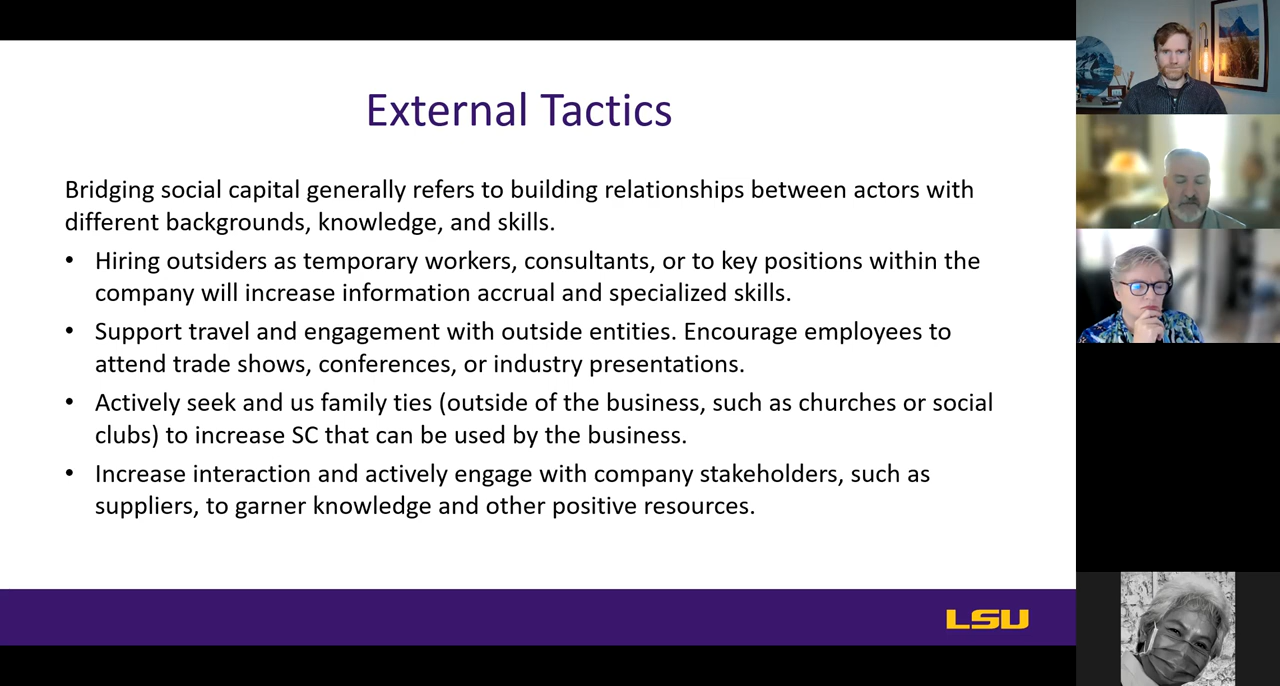 External Tactics
Bridging social capital generally refers to building relationships between actors with
different backgrounds, knowledge, and skills.
• Hiring outsiders as temporary workers, consultants, or to key positions within the
company will increase information accrual and specialized skills.
• Support travel and engagement with outside entities. Encourage employees to
attend trade shows, conferences, or industry presentations.
• Actively seek and us family ties (outside of the business, such as churches or social
clubs) to increase SC that can be used by the business.
• Increase interaction and actively engage with company stakeholders, such as
suppliers, to garner knowledge and other positive resources.
LSU